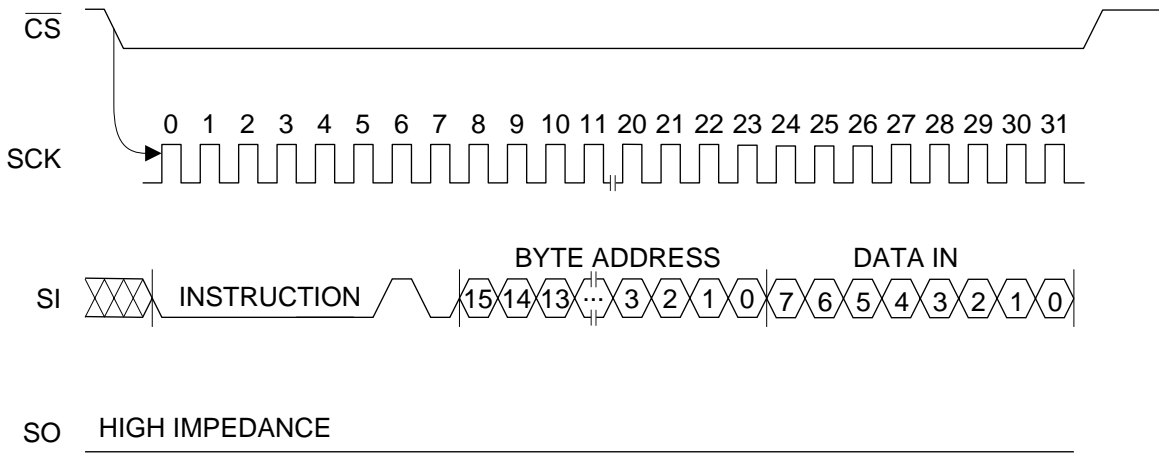 CS
0 1 2 3 4 5 6 7 8 9 10 11 20 21 22 23 24 25 26 27 28 29 30 31
SCK
BYTE ADDRESS DATA IN
SI INSTRUCTION 15 14 13 ... 3 2 1 0 7 6 5 4 3 2 1 0
SO HIGH IMPEDANCE